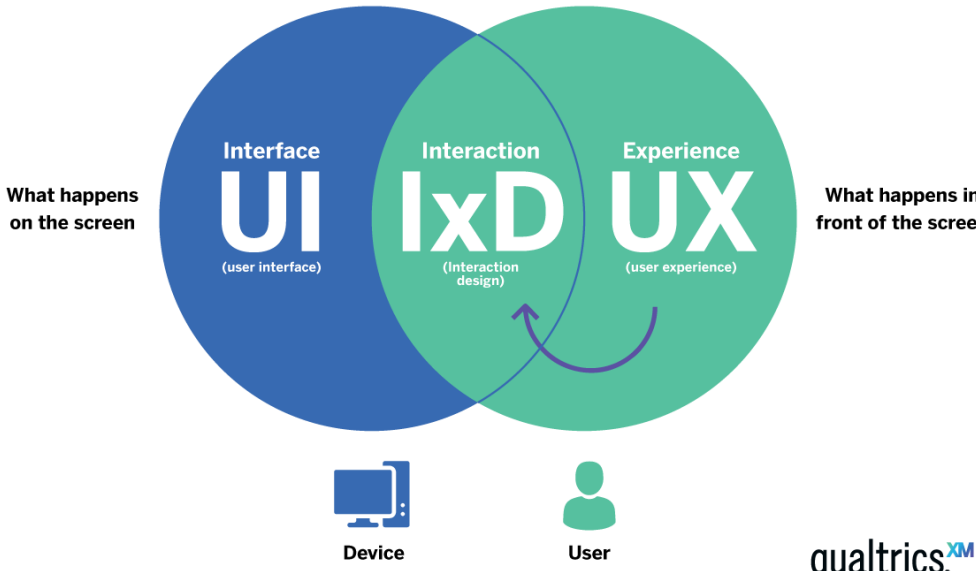 Interface
UI
(user interface)
Interaction
IxD
(Interaction
design)
Experience
UX
(user experience)
What happens
on the screen
What happens in
front of the scree
Device
User
qualtrics.XM